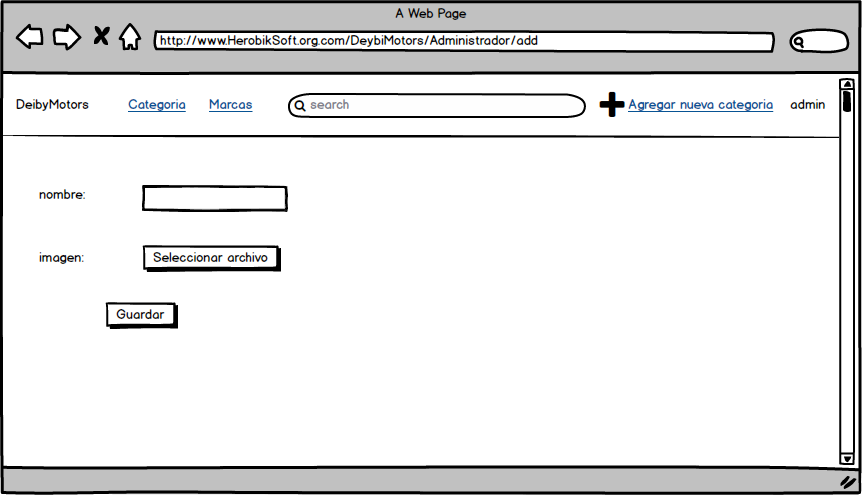 A Web Page
http://www.HerobikSoft.org.com/DeybiMotors/Administrador/add
DeibyMotors Categoria Marcas search Agregar nueva categoria admin
nombre:
imagen: Seleccionar archivo
Guardar